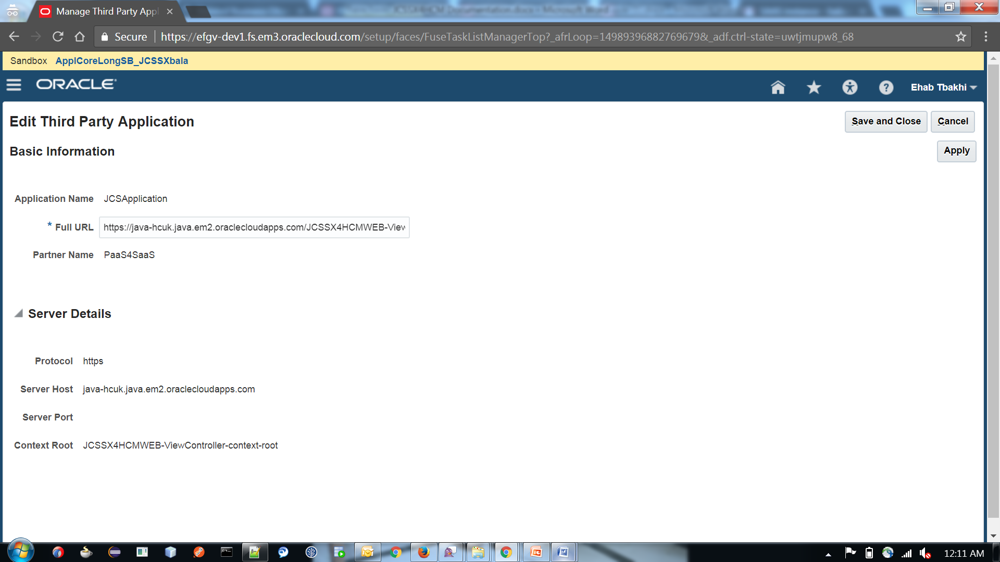 Manage Third Party Appl
Secure https://efgv-dev1.fs.em3.oraclecloud.com/setup/faces/FuseTaskListManagerTop?_afrLoop=14989396882769679&_adf.ctrl-state=uwtjmupw8_68
Sandbox ApplCoreLongSB_JCSSXbala
ORACLE
Ehab Tbakhi
Edit Third Party Application
Save and Close Cancel
Basic Information
Apply
Application Name JCSApplication
* Full URL https://java-hcuk.java.em2.oraclecloudapps.com/JCSSX4HCMWEB-View
Partner Name PaaS4SaaS
Server Details
Protocol https
Server Host java-hcuk.java.em2.oraclecloudapps.com
Server Port
Context Root JCSSX4HCMWEB-ViewController-context-root
12:11 AM